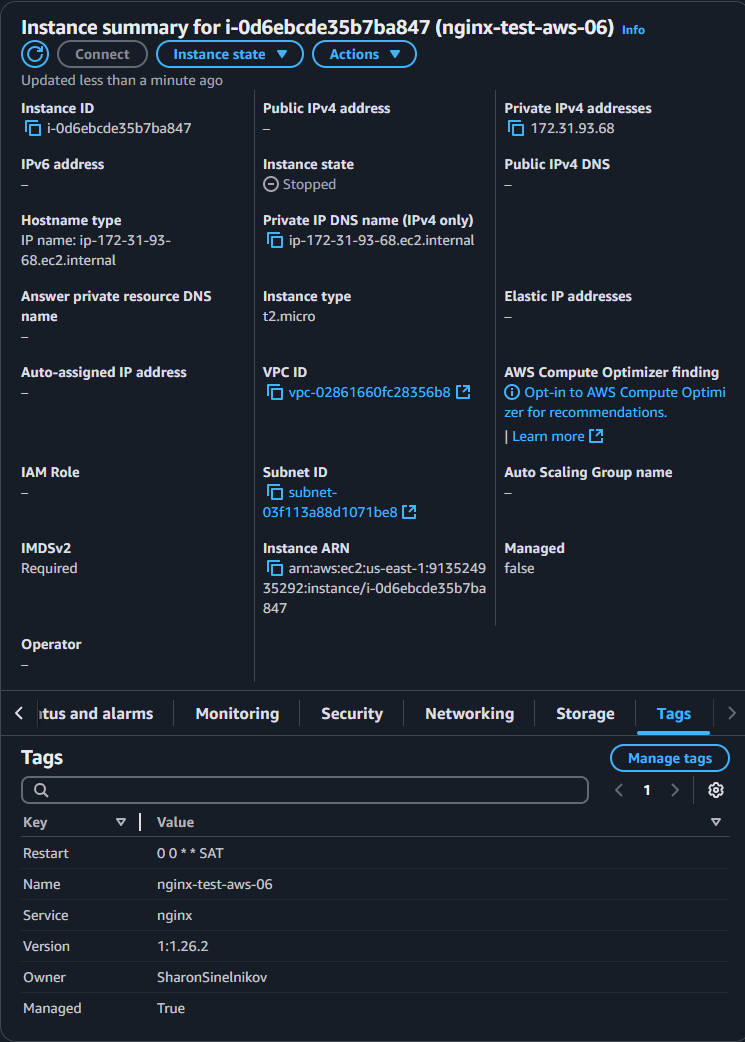 Instance summary for i-0d6ebcde35b7ba847 (nginx-test-aws-06) Info
Connect Instance state Actions
Updated less than a minute ago
Instance ID
i-0d6ebcde35b7ba847
Public IPv4 address
–
Private IPv4 addresses
172.31.93.68
IPv6 address
–
Instance state
Stopped
Public IPv4 DNS
–
Hostname type
IP name: ip-172-31-93-
68.ec2.internal
Private IP DNS name (IPv4 only)
ip-172-31-93-68.ec2.internal
Answer private resource DNS
name
–
Instance type
t2.micro
Elastic IP addresses
–
Auto-assigned IP address
–
VPC ID
vpc-02861660fc28356b8
AWS Compute Optimizer finding
Opt-in to AWS Compute Optimi
zer for recommendations.
| Learn more
IAM Role
–
Subnet ID
subnet-
03f113a88d1071be8
Auto Scaling Group name
–
IMDSv2
Required
Instance ARN
arn:aws:ec2:us-east-1:9135249
35292:instance/i-0d6ebcde35b7ba
847
Managed
false
Operator
–
tus and alarms Monitoring Security Networking Storage Tags
Tags
Manage tags
1
Key Value
Restart 0 0 * * SAT
Name nginx-test-aws-06
Service nginx
Version 1:1.26.2
Owner SharonSinelnikov
Managed True